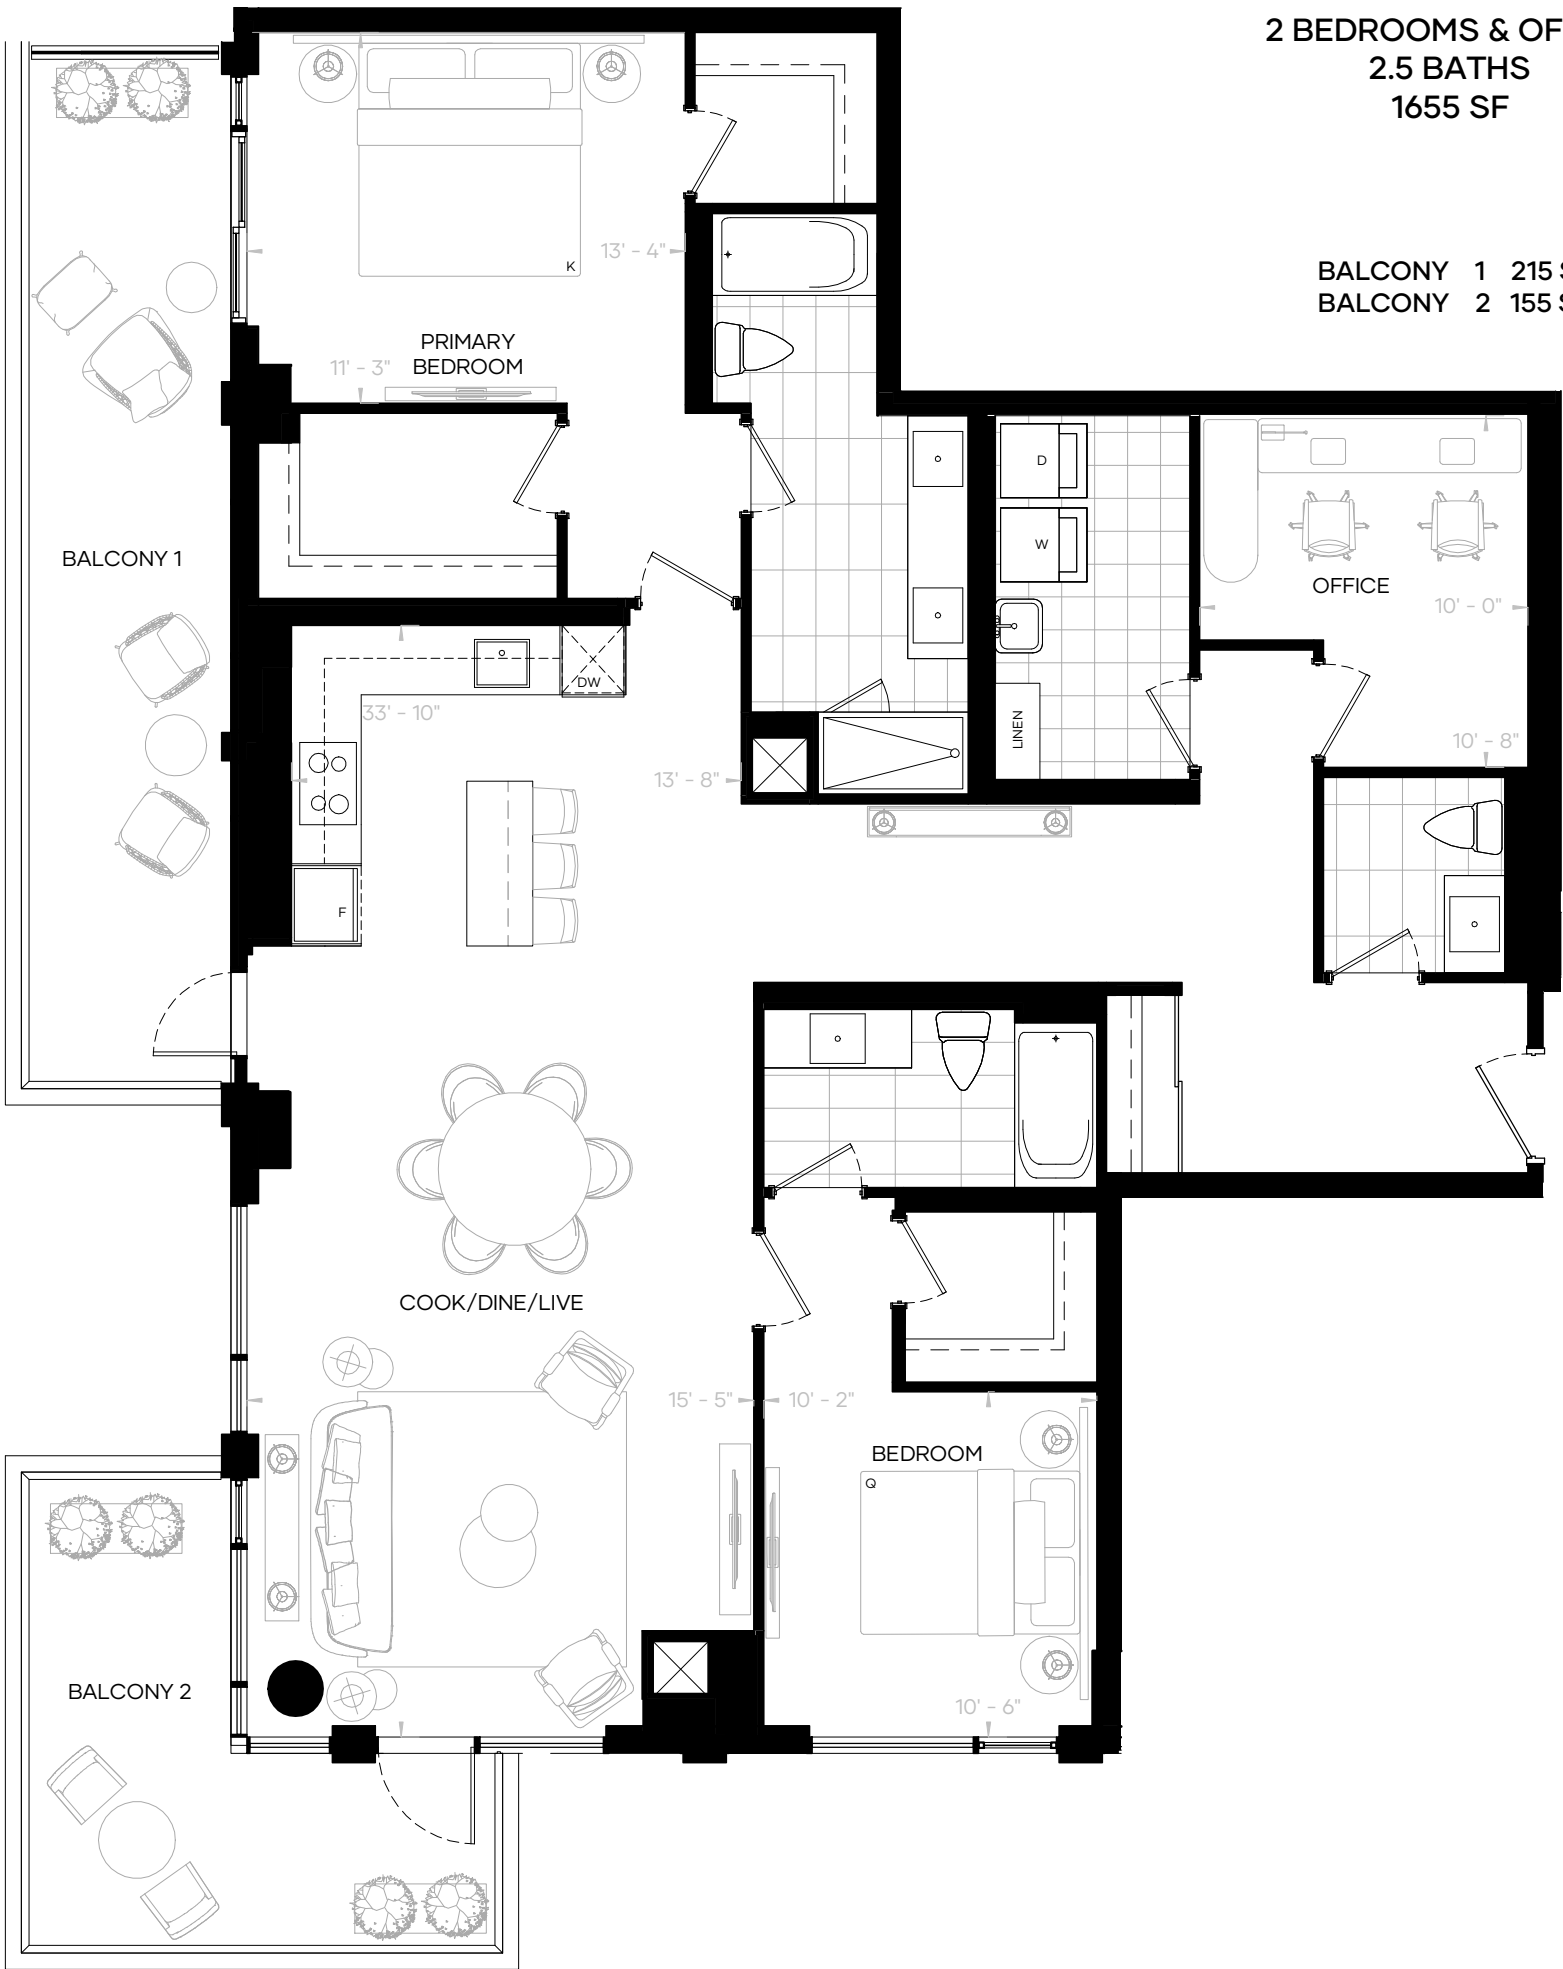 2 BEDROOMS & OF
2.5 BATHS
1655 SF
BALCONY 1 215
BALCONY 2 155
13' - 4"
K
PRIMARY
BEDROOM
11' - 3"
D
W
BALCONY 1
OFFICE
10' - 0"
DW
33' - 10"
LINEN
10' - 8"
13' - 8"
F
COOK/DINE/LIVE
15' - 5"
10' - 2"
BEDROOM
Q
BALCONY 2
10' - 6"